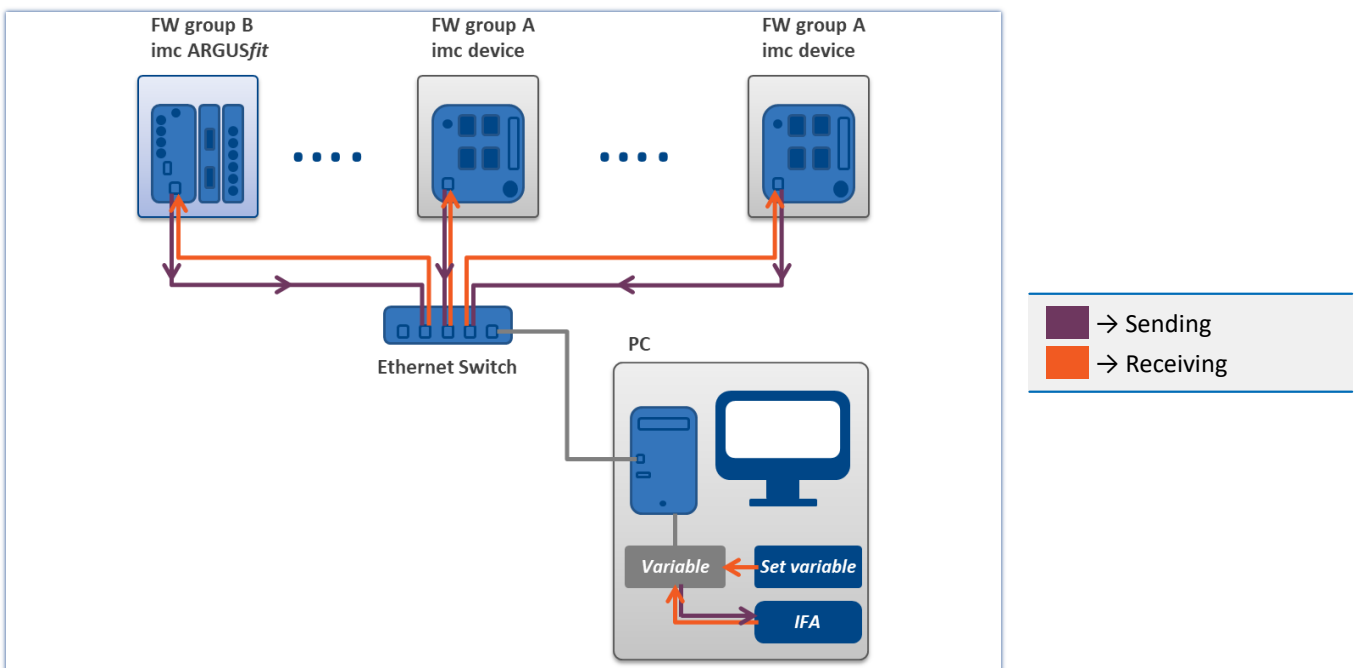 FW group B
imc ARGUSfit
FW group A
imc device
FW group A
imc device
Ethernet Switch
PC
Variable
Set variable
IFA
→ Sending
→ Receiving